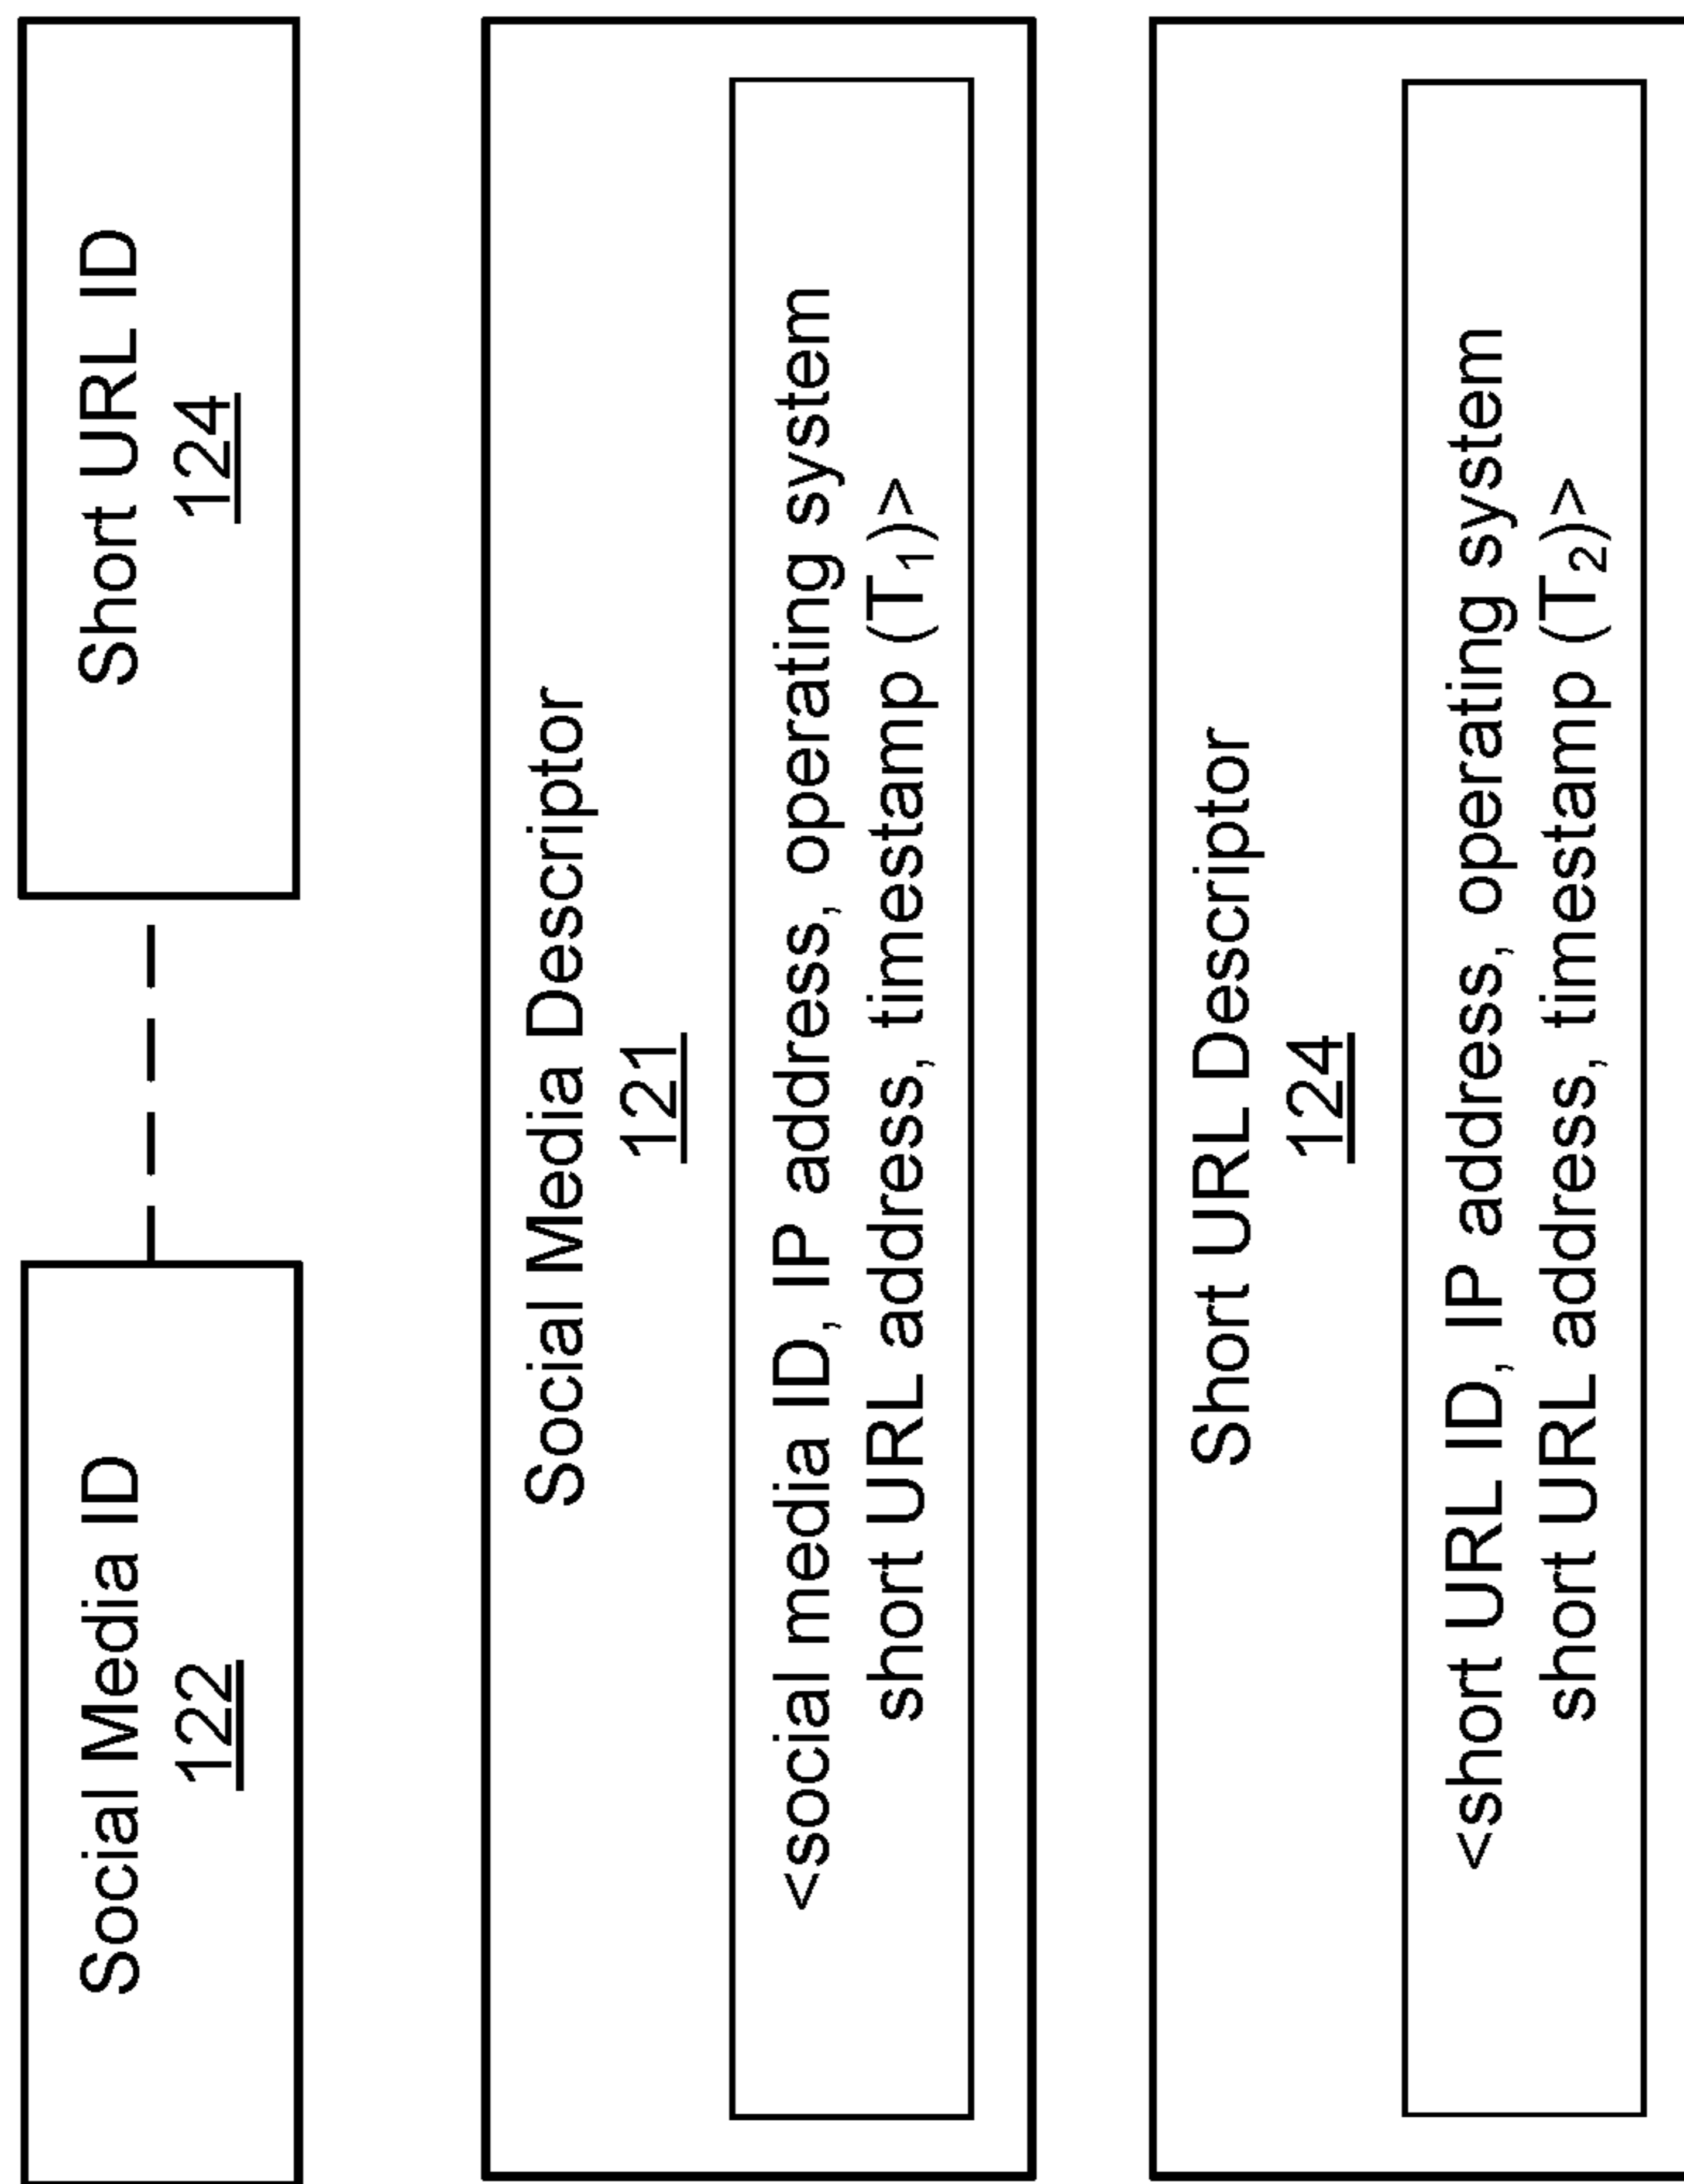 Social Media ID
122
Short URL ID
124
Social Media Descriptor
121
<social media ID, IP address, operating system
short URL address, timestamp (T₁)>
Short URL Descriptor
124
<short URL ID, IP address, operating system
short URL address, timestamp (T₂)>